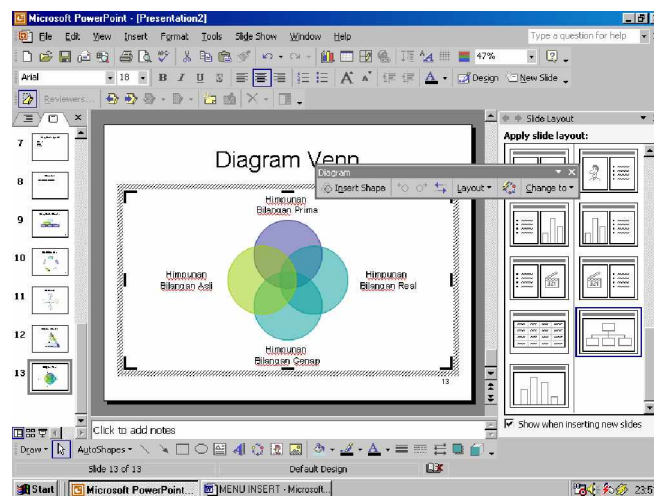 Microsoft PowerPoint - [Presentation2]
File Edit View Insert Format Tools Slide Show Window Help
Type a question for help
47%
Arial 18 B I U S A A A Design New Slide
Reviewers...
Slide Layout
Apply slide layout:
Diagram Venn
Diagram
Insert Shape Layout Change to
Himpunan
Bilangan Prima
Himpunan
Bilangan Asli
Himpunan
Bilangan Real
Himpunan
Bilangan Genap
13
7
8
9
10
11
12
13
Click to add notes
Show when inserting new slides
Draw AutoShapes
Slide 13 of 13 Default Design
Start Microsoft PowerPoint... MENU INSERT - Microsoft...